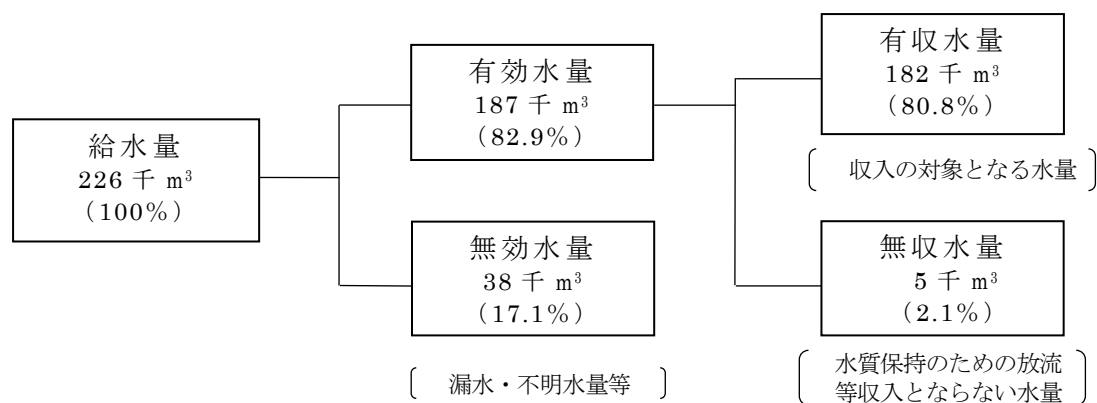 給水量
226 千 m³
(100%)
有効水量
187 千 m³
(82.9%)
無効水量
38 千 m³
(17.1%)
漏水・不明水量等
有収水量
182 千 m³
(80.8%)
収入の対象となる水量
無収水量
5 千 m³
(2.1%)
水質保持のための放流
等収入とならない水量